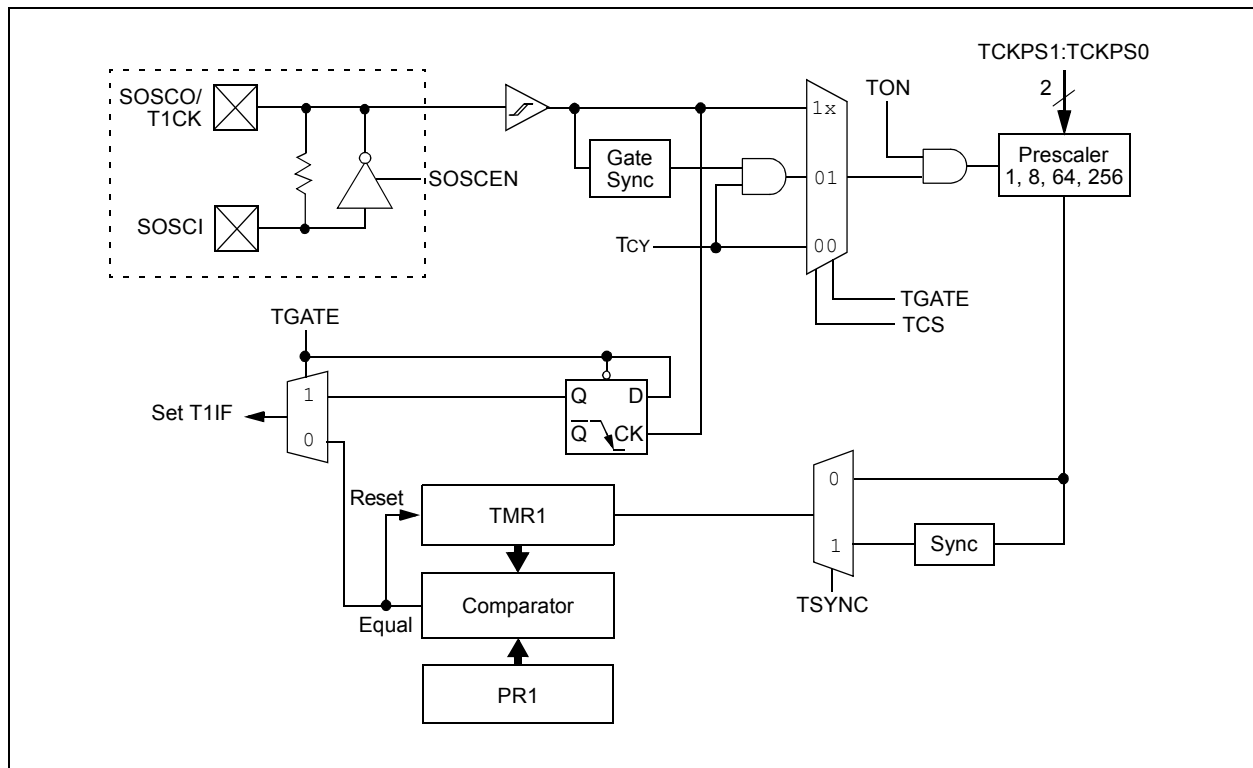 TCKPS1:TCKPS0
2
SOSCO/
T1CK
TON
1x
Gate
Sync
Prescaler
1, 8, 64, 256
SOSCEN
01
SOSCI
TCY
00
TGATE
TCS
TGATE
1
Q
D
Set T1IF
0
Q
CK
Reset
TMR1
0
1
Sync
Comparator
TSYNC
Equal
PR1